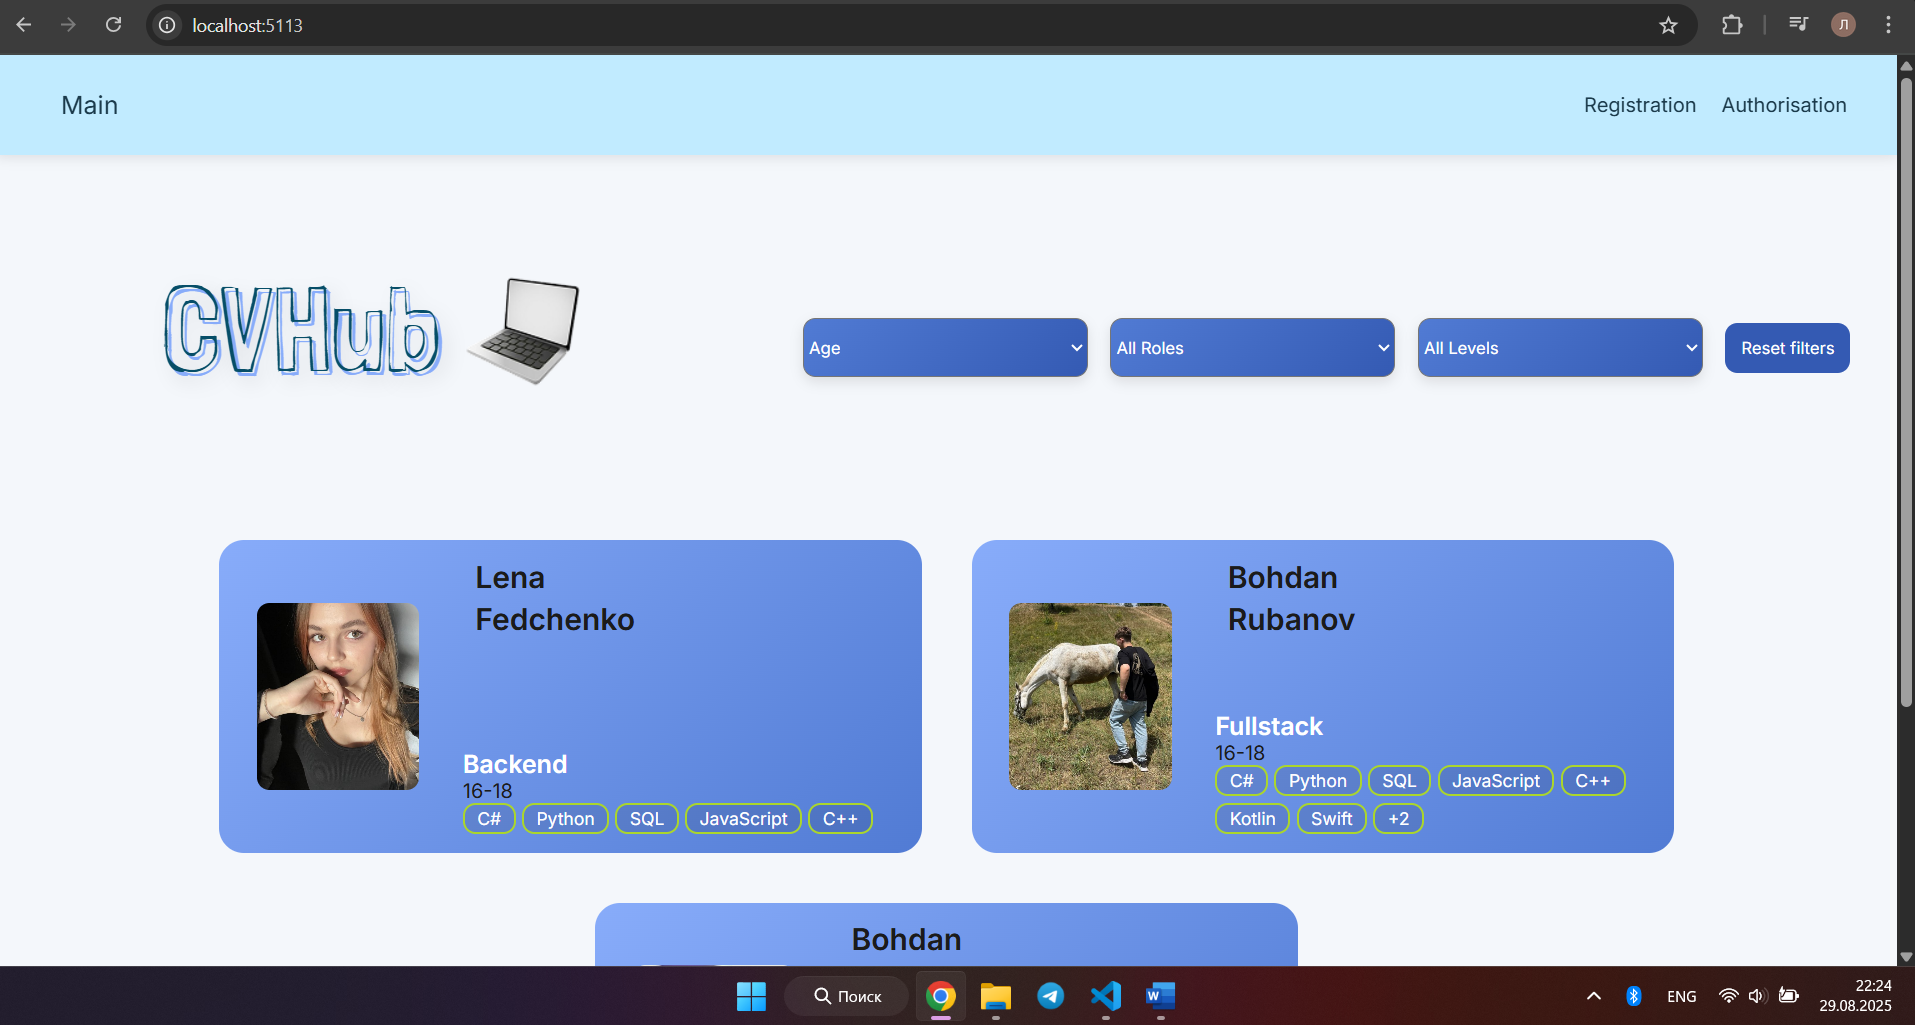 localhost:5113
Л
Main
Registration
Authorisation
CVHub
Age
All Roles
All Levels
Reset filters
Lena
Fedchenko
Backend
16-18
C#
Python
SQL
JavaScript
C++
Bohdan
Rubanov
Fullstack
16-18
C#
Python
SQL
JavaScript
C++
Kotlin
Swift
+2
Bohdan
Поиск
W
ENG
22:24
29.08.2025